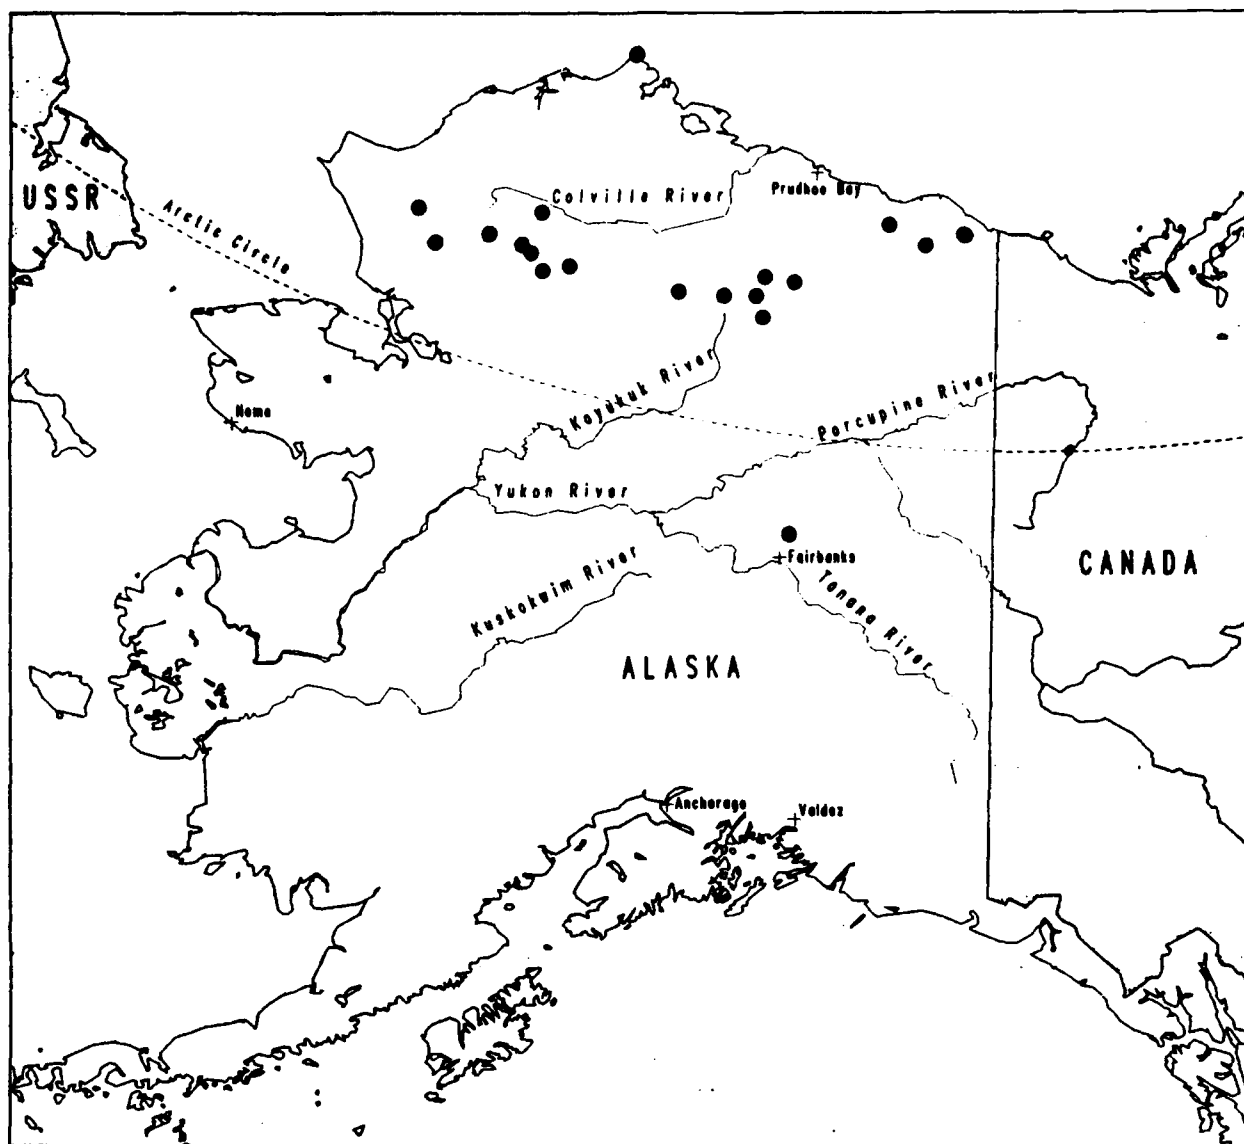 USSR
Arctic Circle
Colville River
Prudhoe Bay
Koyukuk River
Porcupine River
Nome
Yukon River
Fairbanks
CANADA
Kuskokwim River
Tanana River
ALASKA
Anchorage
Valdez